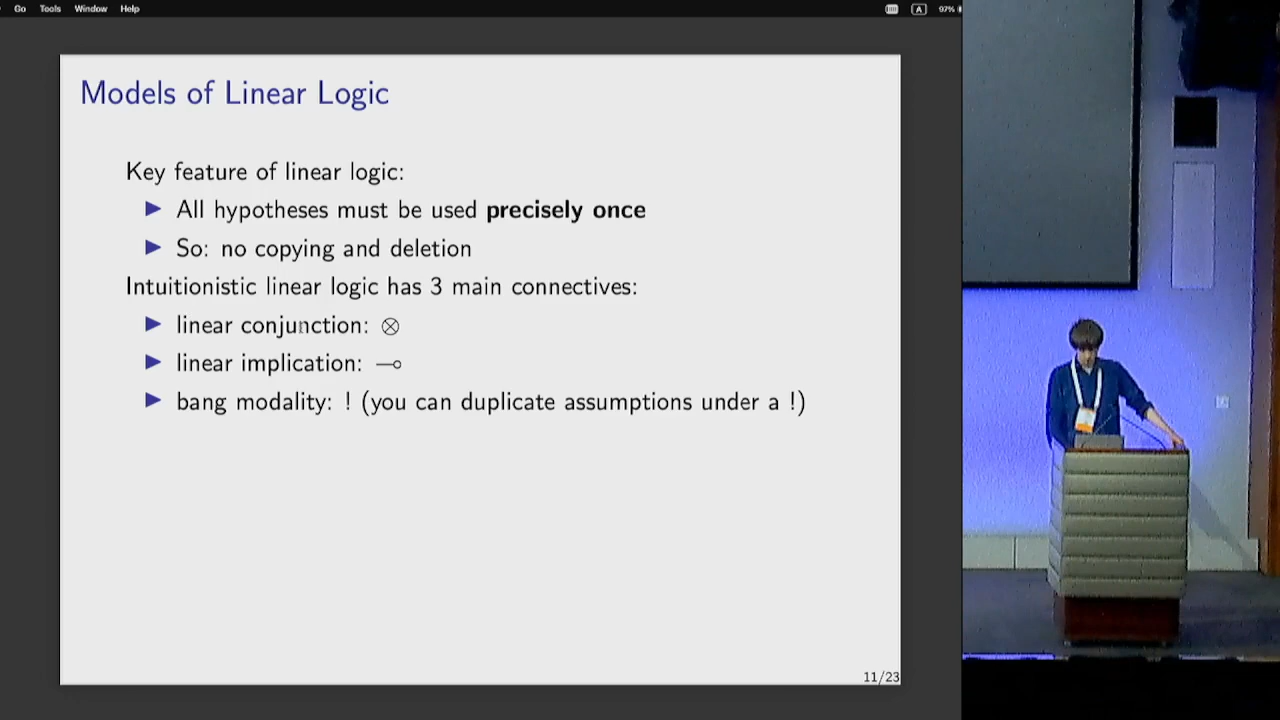 Go Tools Window Help A 97%
Models of Linear Logic
Key feature of linear logic:
▶ All hypotheses must be used precisely once
▶ So: no copying and deletion
Intuitionistic linear logic has 3 main connectives:
▶ linear conjunction: ⊗
▶ linear implication: ⊸
▶ bang modality: ! (you can duplicate assumptions under a !)
11/23